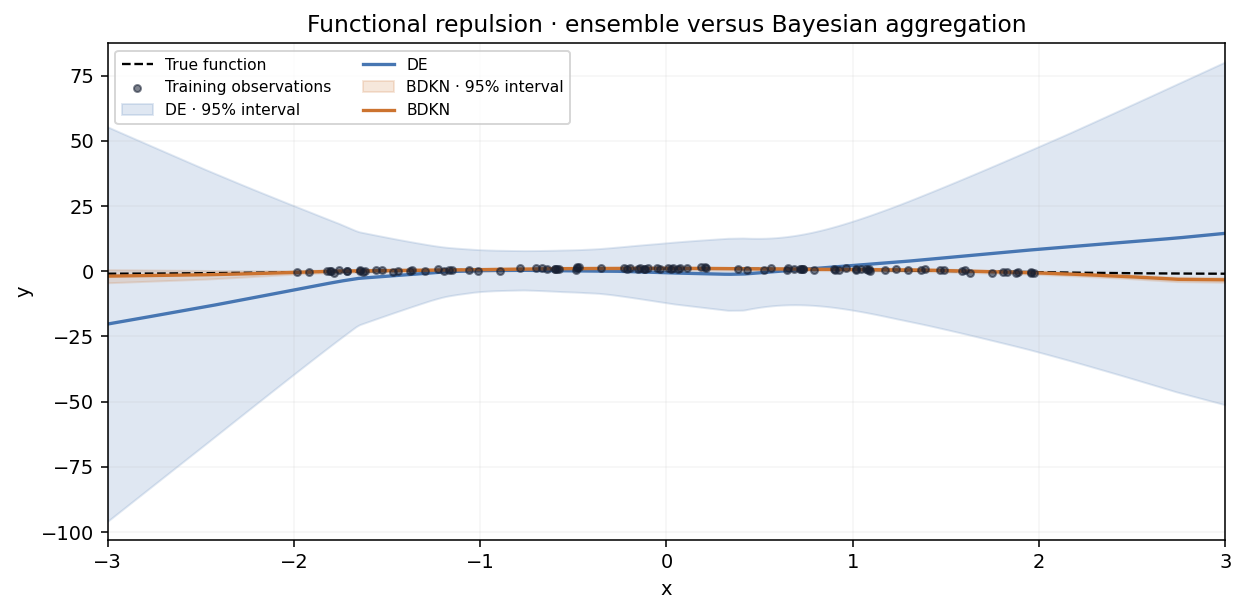 Functional repulsion · ensemble versus Bayesian aggregation
True function
Training observations
DE · 95% interval
DE
BDKN · 95% interval
BDKN
y
75
50
25
0
−25
−50
−75
−100
−3
−2
−1
0
1
2
3
x